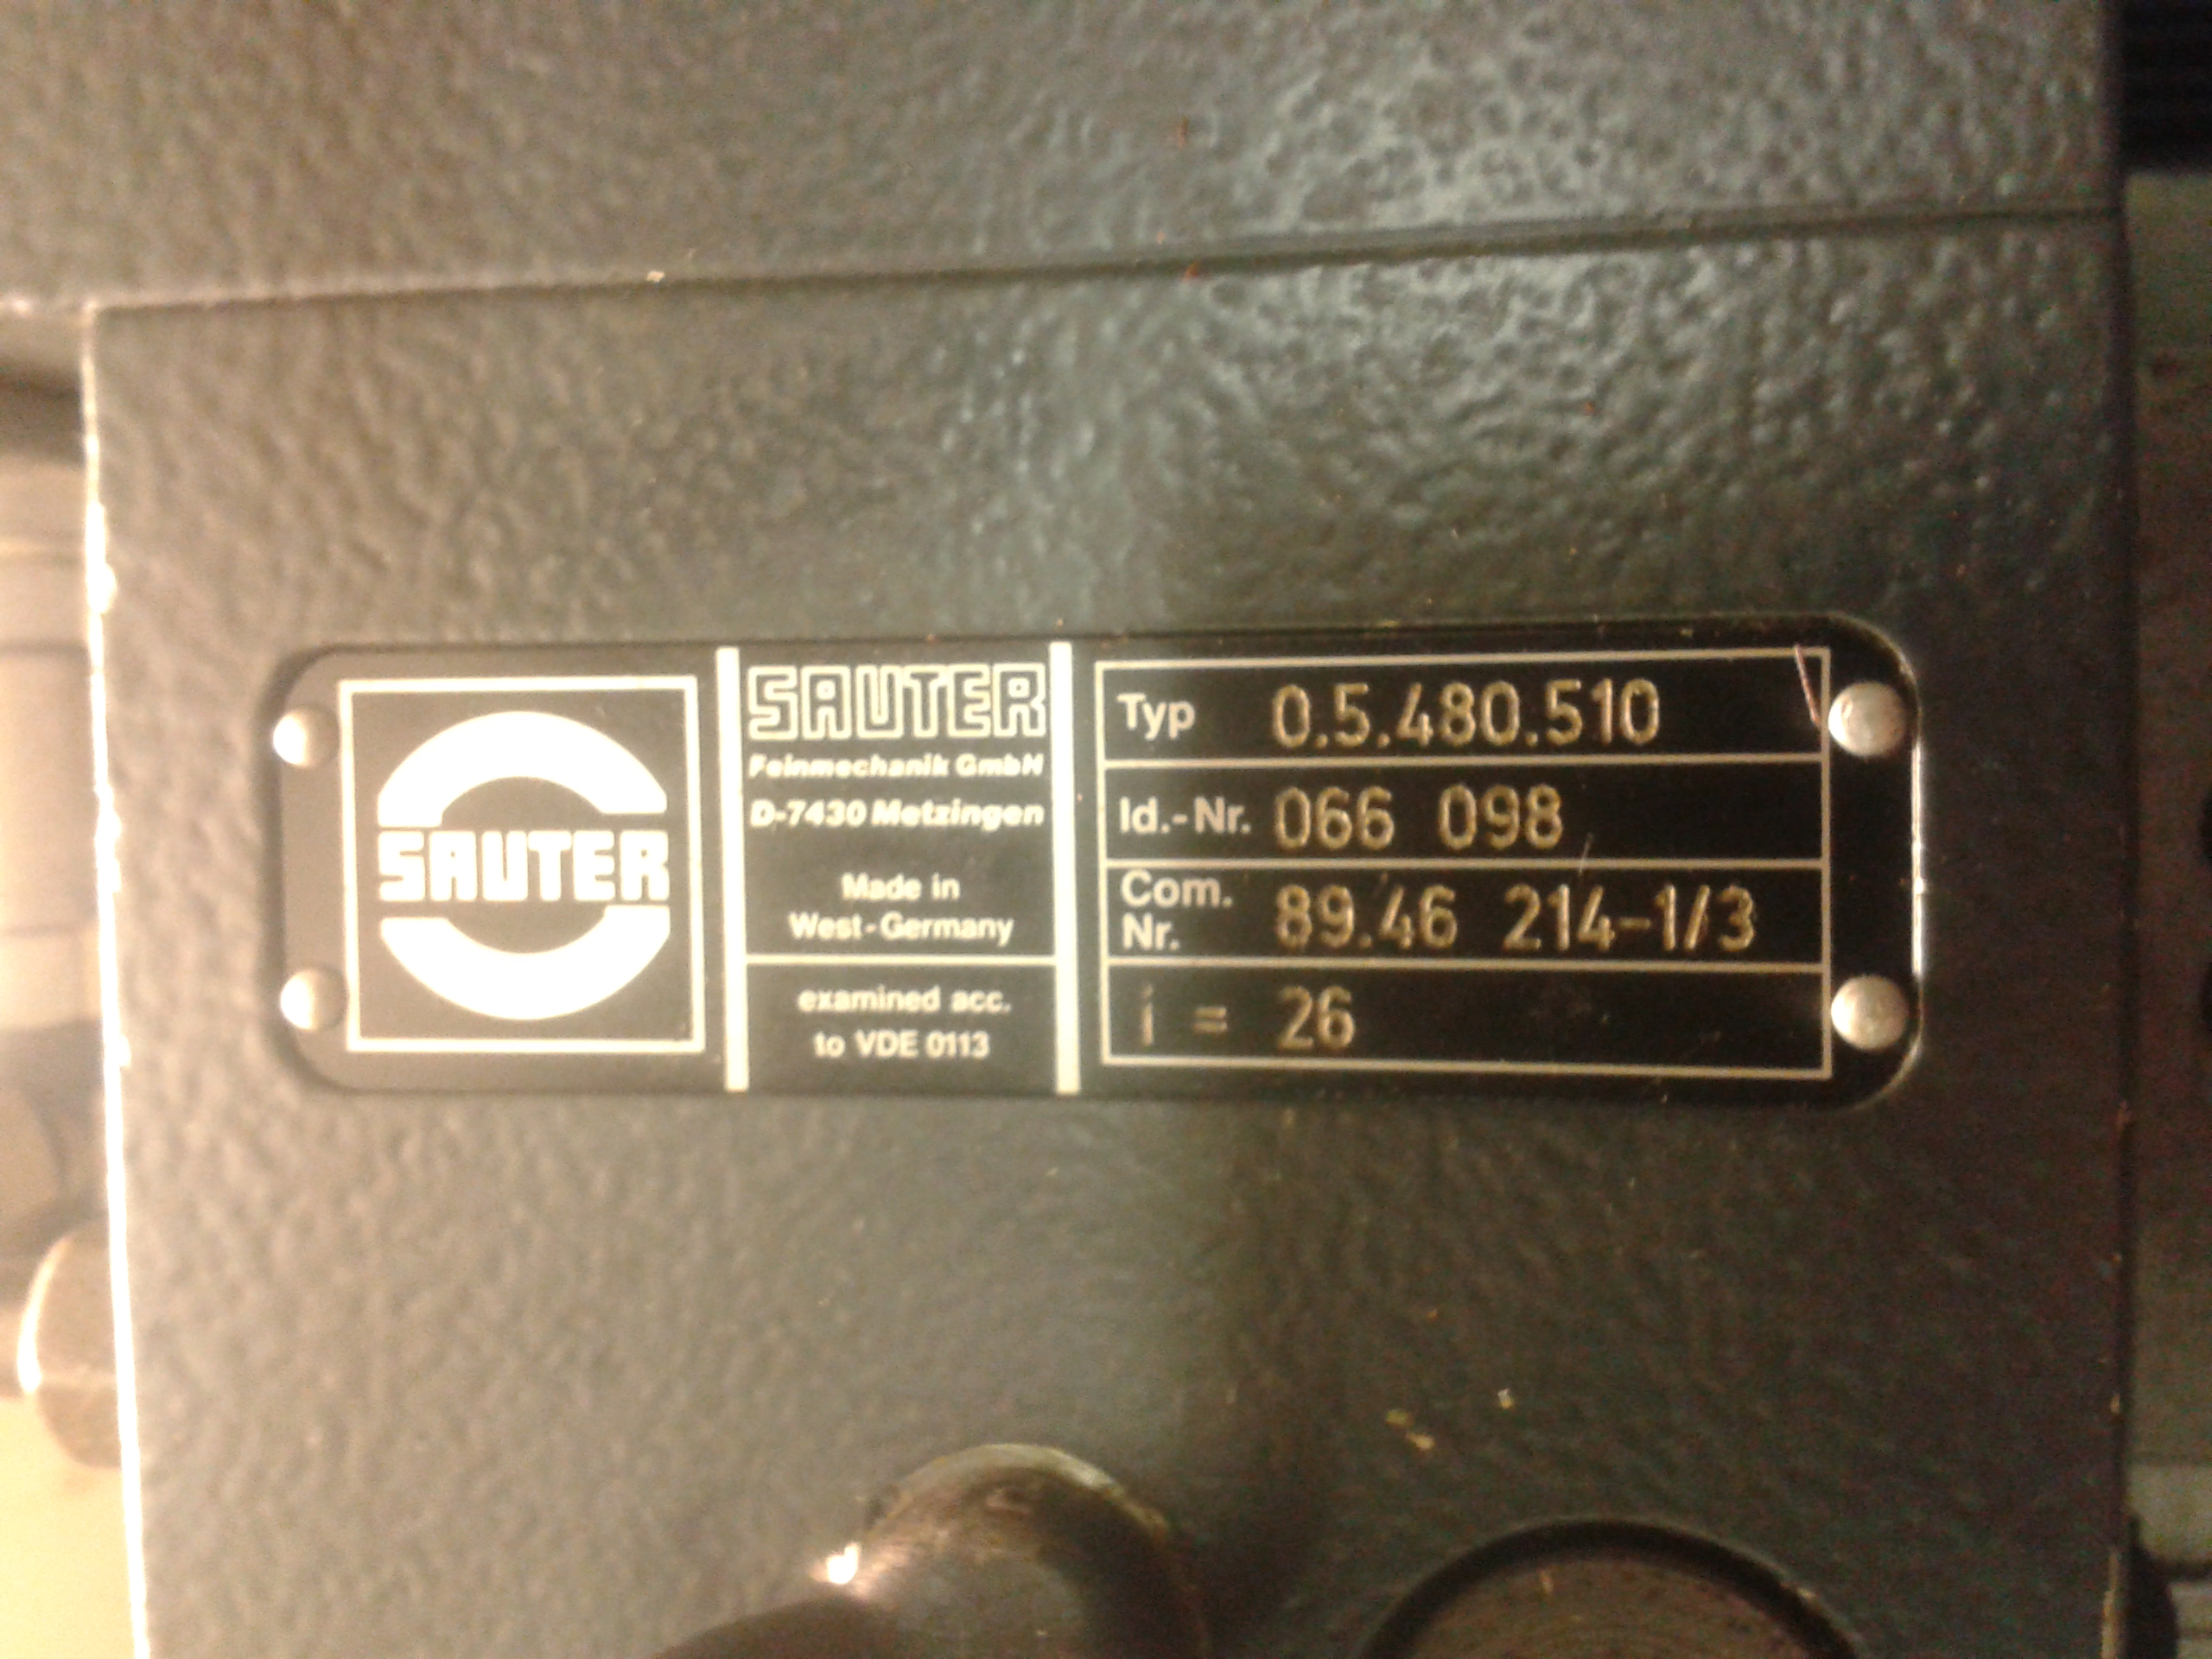 SAUTER
SAUTER
Feinmechanik GmbH
D-7430 Metzingen
Made in
West-Germany
examined acc.
to VDE 0113
Typ 0.5.480.510
Id.-Nr. 066 098
Com. Nr. 89.46 214-1/3
i = 26